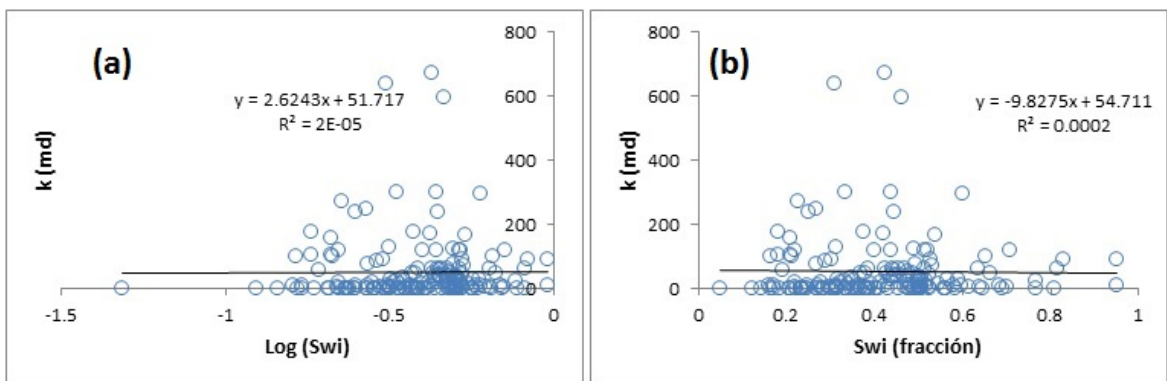 (a)
k (md)
800
600
400
200
0
y = 2.6243x + 51.717
R² = 2E-05
-1.5
-1
-0.5
0
Log (Swi)
(b)
k (md)
800
600
400
200
0
y = -9.8275x + 54.711
R² = 0.0002
0
0.2
0.4
0.6
0.8
1
Swi (fracción)